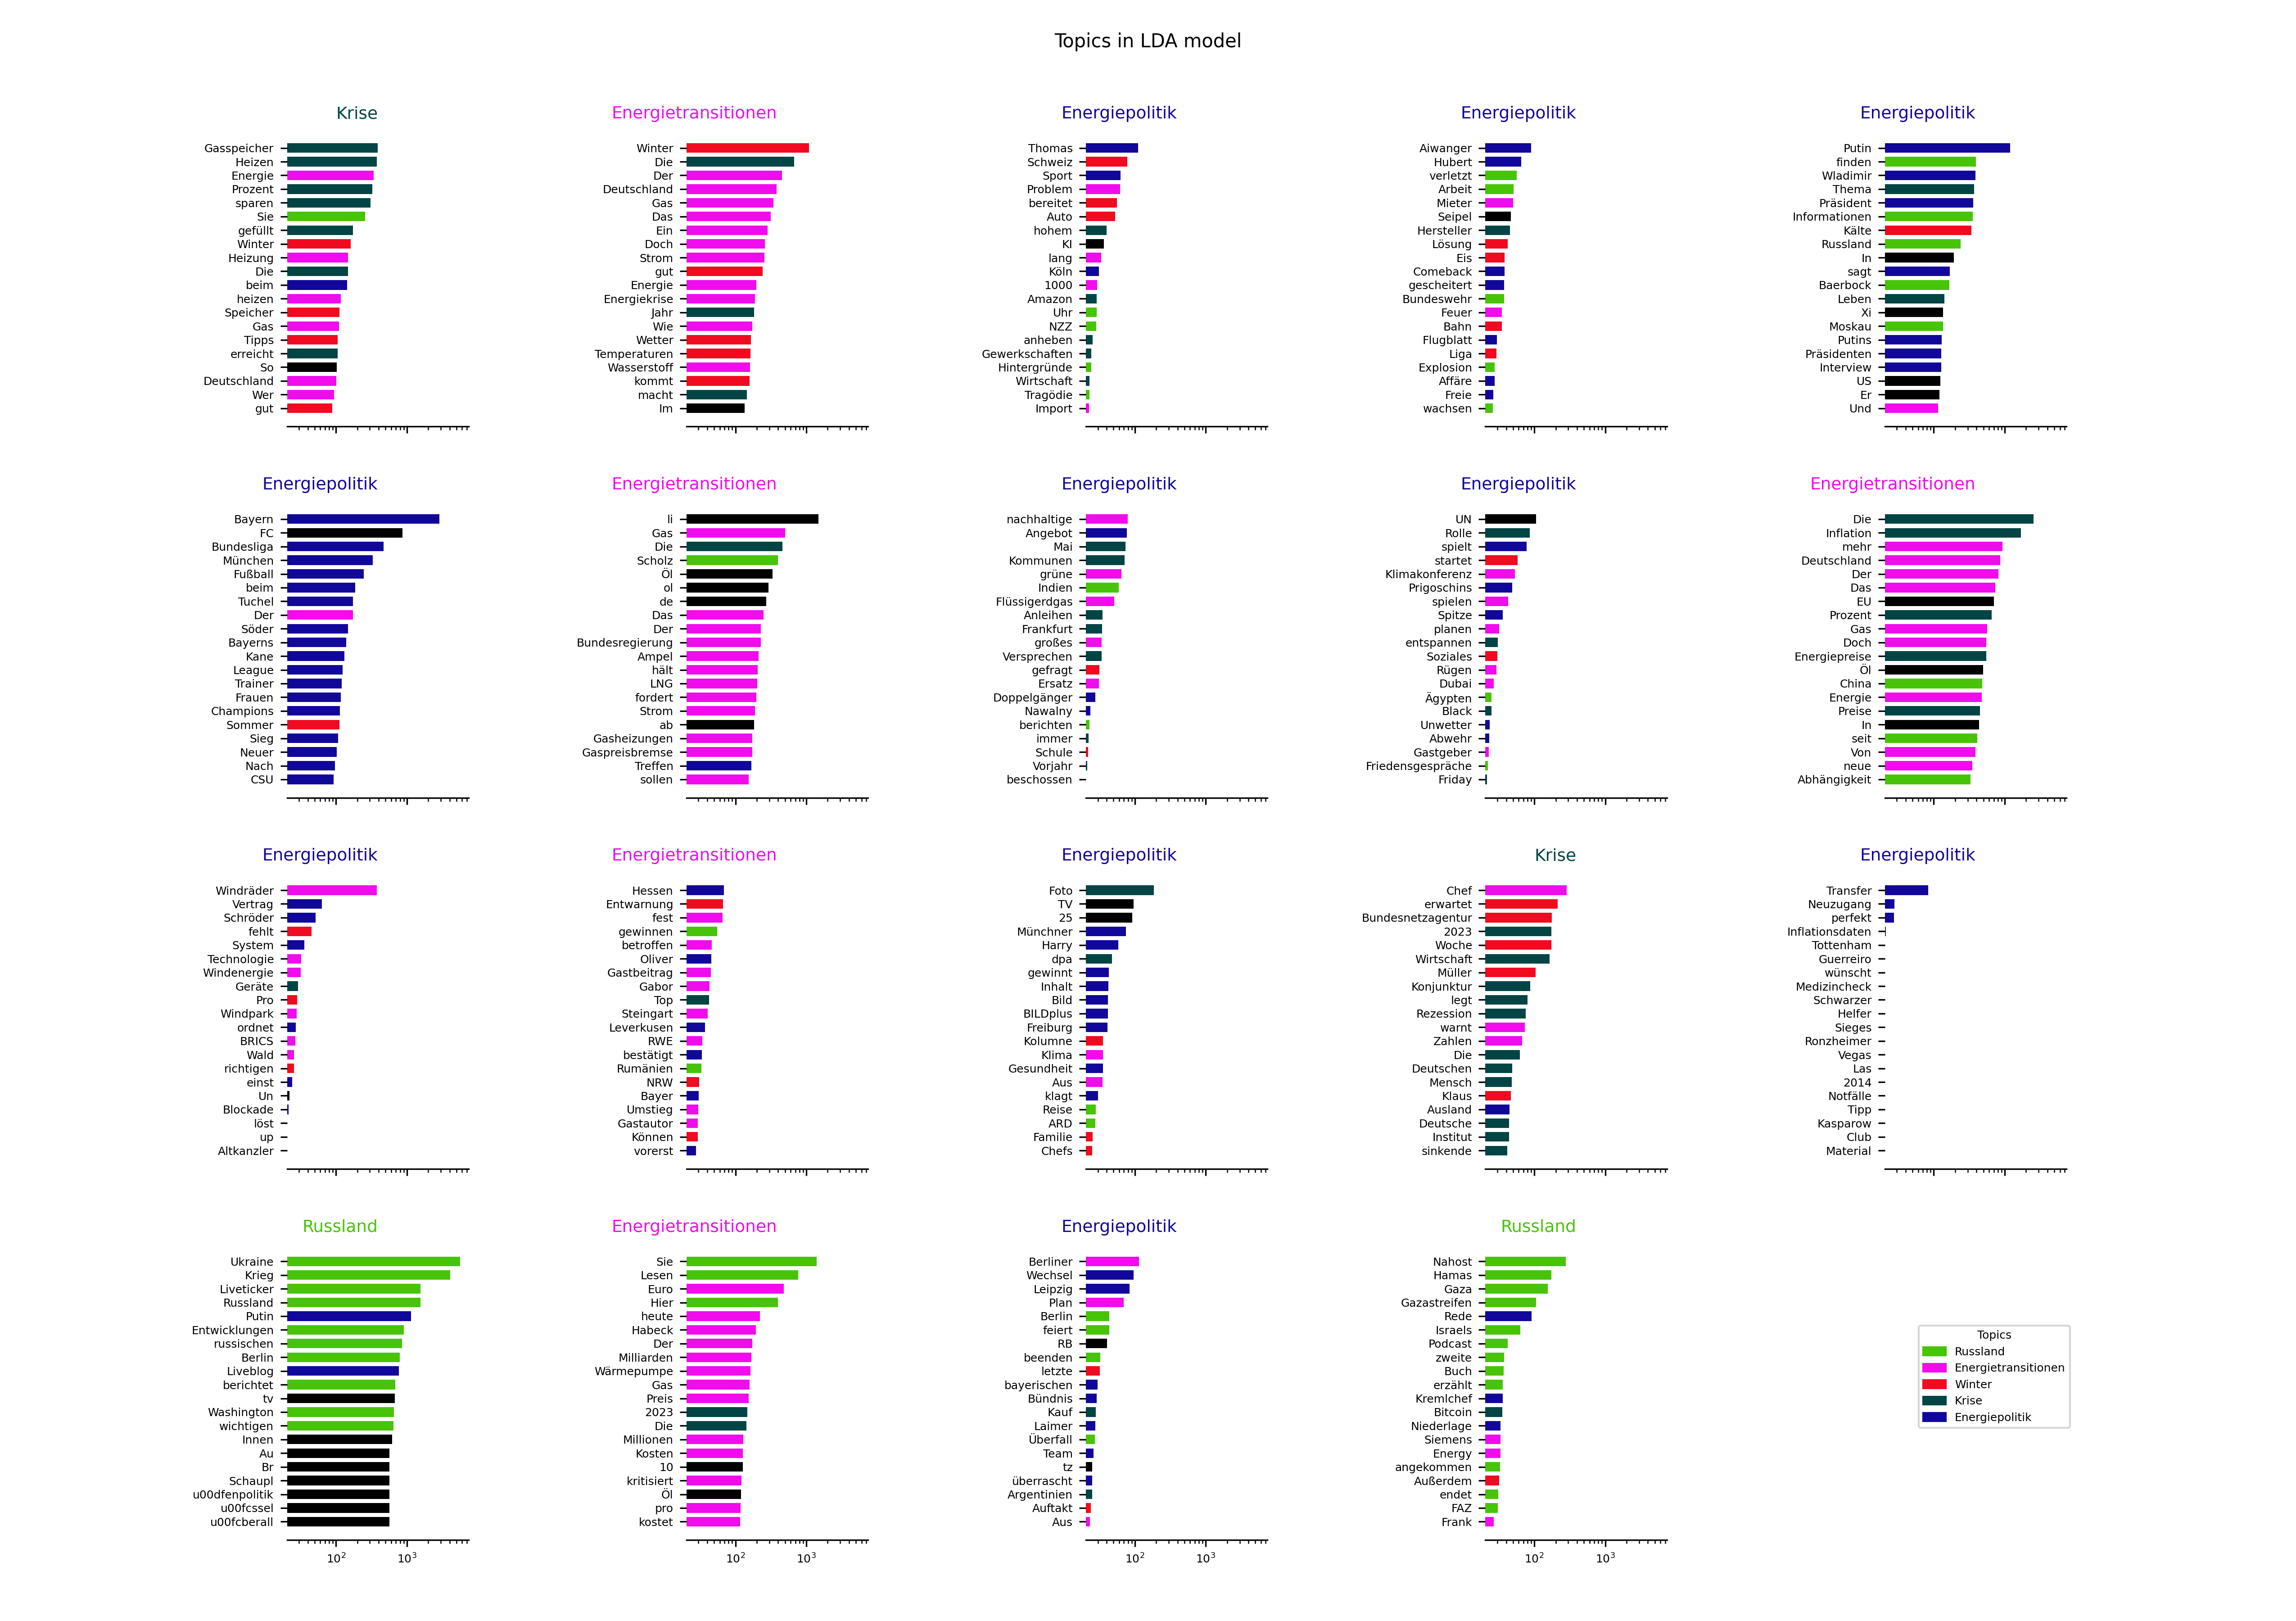 Topics in LDA model
Krise
Gasspeicher
Heizen
Energie
Prozent
sparen
Sie
gefüllt
Winter
Heizung
Die
beim
heizen
Speicher
Gas
Tipps
erreicht
So
Deutschland
Wer
gut
Energietransitionen
Winter
Die
Der
Deutschland
Gas
Das
Ein
Doch
Strom
gut
Energie
Energiekrise
Jahr
Wie
Wetter
Temperaturen
Wasserstoff
kommt
macht
Im
Energiepolitik
Thomas
Schweiz
Sport
Problem
bereitet
Auto
hohem
KI
lang
Köln
1000
Amazon
Uhr
NZZ
anheben
Gewerkschaften
Hintergründe
Wirtschaft
Tragödie
Import
Energiepolitik
Aiwanger
Hubert
verletzt
Arbeit
Mieter
Seipel
Hersteller
Lösung
Eis
Comeback
gescheitert
Bundeswehr
Feuer
Bahn
Flugblatt
Liga
Explosion
Affäre
Freie
wachsen
Energiepolitik
Putin
finden
Wladimir
Thema
Präsident
Informationen
Kälte
Russland
In
sagt
Baerbock
Leben
Xi
Moskau
Putins
Präsidenten
Interview
US
Er
Und
Energiepolitik
Bayern
FC
Bundesliga
München
Fußball
beim
Tuchel
Der
Söder
Bayerns
Kane
League
Trainer
Frauen
Champions
Sommer
Sieg
Neuer
Nach
CSU
Energietransitionen
li
Gas
Die
Scholz
Öl
ol
de
Das
Der
Bundesregierung
Ampel
hält
LNG
fordert
Strom
ab
Gasheizungen
Gaspreisbremse
Treffen
sollen
Energiepolitik
nachhaltige
Angebot
Mai
Kommunen
grüne
Indien
Flüssigerdgas
Anleihen
Frankfurt
großes
Versprechen
gefragt
Ersatz
Doppelgänger
Nawalny
berichten
immer
Schule
Vorjahr
beschossen
Energiepolitik
UN
Rolle
spielt
startet
Klimakonferenz
Prigoschins
spielen
Spitze
planen
entspannen
Soziales
Rügen
Dubai
Ägypten
Black
Unwetter
Abwehr
Gastgeber
Friedensgespräche
Friday
Energietransitionen
Die
Inflation
mehr
Deutschland
Der
Das
EU
Prozent
Gas
Doch
Energiepreise
Öl
China
Energie
Preise
In
seit
Von
neue
Abhängigkeit
Energiepolitik
Windräder
Vertrag
Schröder
fehlt
System
Technologie
Windenergie
Geräte
Pro
Windpark
ordnet
BRICS
Wald
richtigen
einst
Un
Blockade
löst
up
Altkanzler
Energietransitionen
Hessen
Entwarnung
fest
gewinnen
betroffen
Oliver
Gastbeitrag
Gabor
Top
Steingart
Leverkusen
RWE
bestätigt
Rumänien
NRW
Bayer
Umstieg
Gastautor
Können
vorerst
Energiepolitik
Foto
TV
25
Münchner
Harry
dpa
gewinnt
Inhalt
Bild
BILDplus
Freiburg
Kolumne
Klima
Gesundheit
Aus
klagt
Reise
ARD
Familie
Chefs
Krise
Chef
erwartet
Bundesnetzagentur
2023
Woche
Wirtschaft
Müller
Konjunktur
legt
Rezession
warnt
Zahlen
Die
Deutschen
Mensch
Klaus
Ausland
Deutsche
Institut
sinkende
Energiepolitik
Transfer
Neuzugang
perfekt
Inflationsdaten
Tottenham
Guerreiro
wünscht
Medizincheck
Schwarzer
Helfer
Sieges
Ronzheimer
Vegas
Las
2014
Notfälle
Tipp
Kasparow
Club
Material
Russland
Ukraine
Krieg
Liveticker
Russland
Putin
Entwicklungen
russischen
Berlin
Liveblog
berichtet
tv
Washington
wichtigen
Innen
Au
Br
Schaupl
u00dfenpolitik
u00fcssel
u00fcberall
10²
10³
Energietransitionen
Sie
Lesen
Euro
Hier
heute
Habeck
Der
Milliarden
Wärmepumpe
Gas
Preis
2023
Die
Millionen
Kosten
10
kritisiert
Öl
pro
kostet
10²
10³
Energiepolitik
Berliner
Wechsel
Leipzig
Plan
Berlin
feiert
RB
beenden
letzte
bayerischen
Bündnis
Kauf
Laimer
Überfall
Team
tz
überrascht
Argentinien
Auftakt
Aus
10²
10³
Russland
Nahost
Hamas
Gaza
Gazastreifen
Rede
Israels
Podcast
zweite
Buch
erzählt
Kremlchef
Bitcoin
Niederlage
Siemens
Energy
angekommen
Außerdem
endet
FAZ
Frank
10²
10³
Topics
Russland
Energietransitionen
Winter
Krise
Energiepolitik